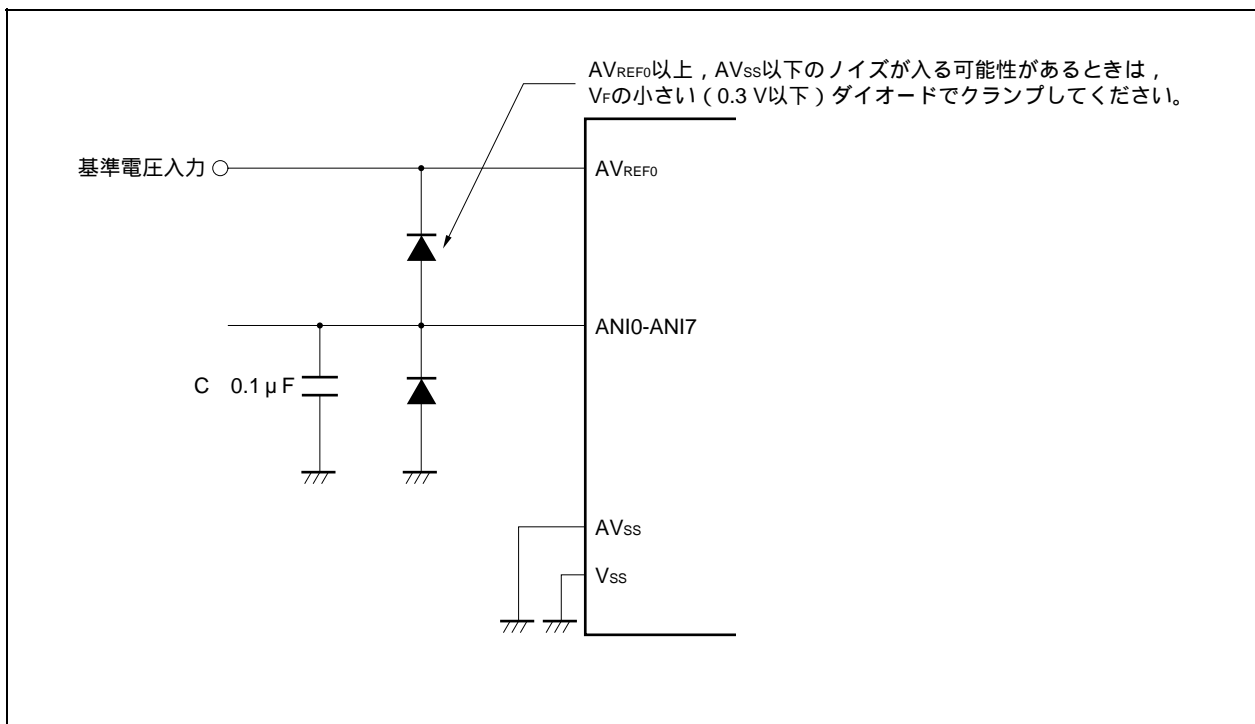 AVREF0以上，AVSS以下のノイズが入る可能性があるときは，
VFの小さい（0.3 V以下）ダイオードでクランプしてください。
基準電圧入力
AVREF0
ANI0-ANI7
C 0.1 μ F
AVSS
VSS